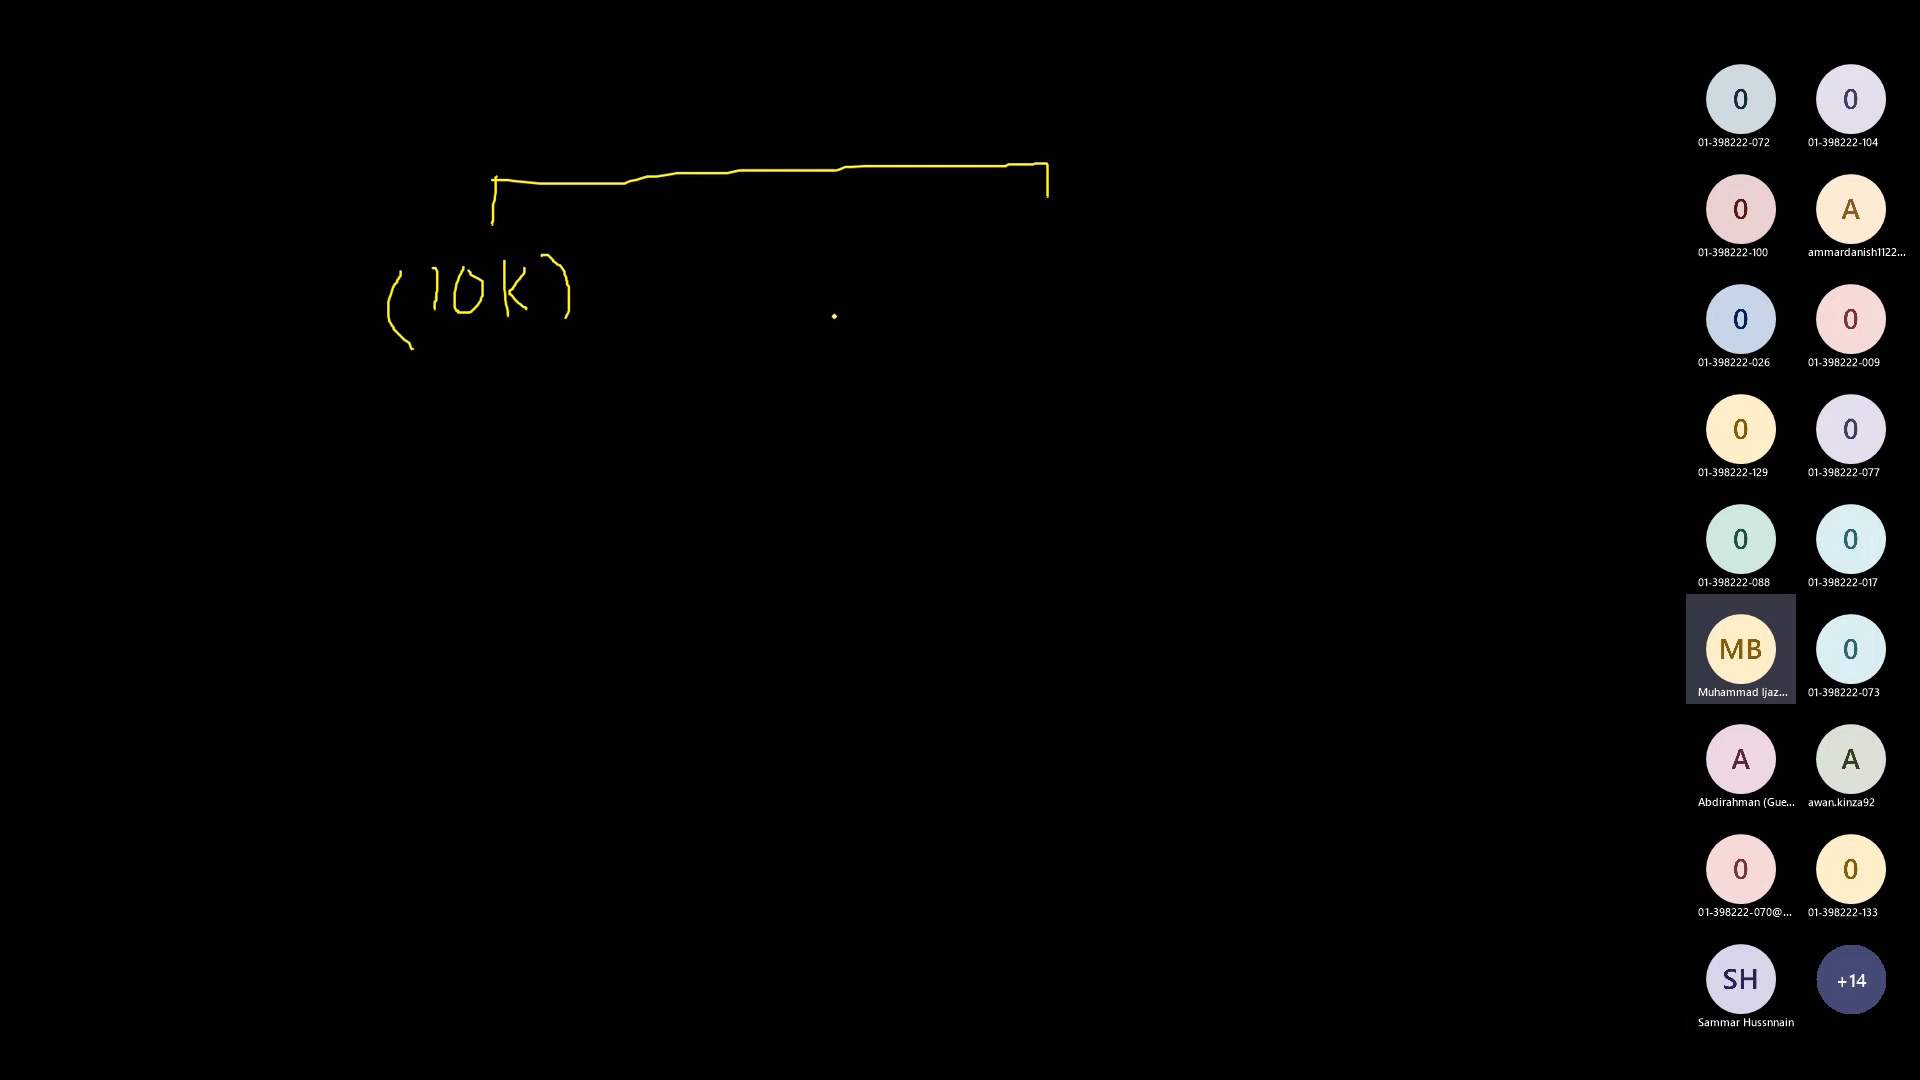 0 0
01-398222-072 01-398222-104
0 A
01-398222-100 ammardanish1122...
(10K)
0 0
01-398222-026 01-398222-009
0 0
01-398222-129 01-398222-077
0 0
01-398222-088 01-398222-017
MB 0
Muhammad Ijaz... 01-398222-073
A A
Abdirahman (Gue... awan.kinza92
0 0
01-398222-070@... 01-398222-133
SH +14
Sammar Hussnnain